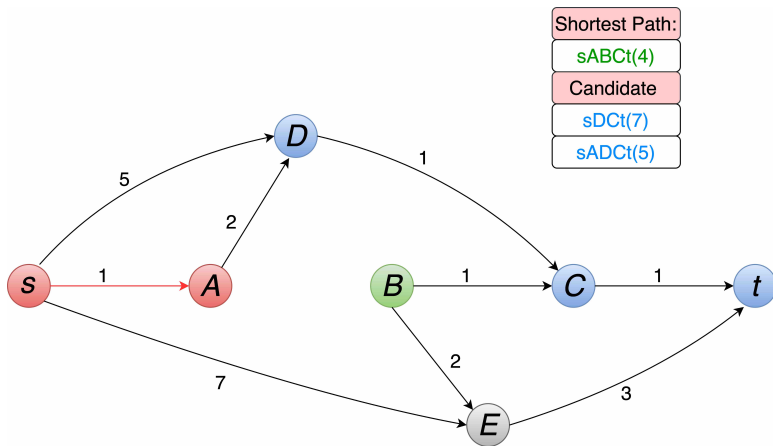 Shortest Path:
sABCt(4)
Candidate
sDCt(7)
sADCt(5)
D
5
1
2
s
1
A
B
1
C
1
t
2
7
3
E